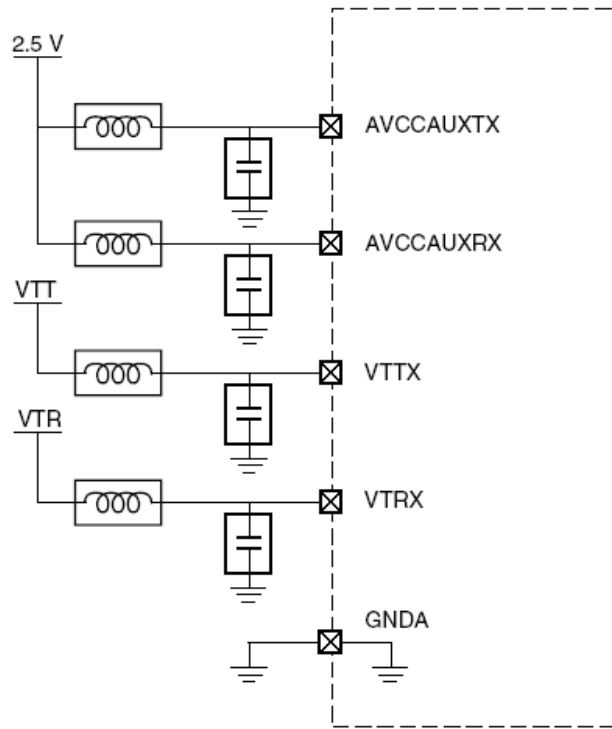 2.5 V
AVCCAUXTX
AVCCAUXRX
VTT
VTTX
VTR
VTRX
GNDA